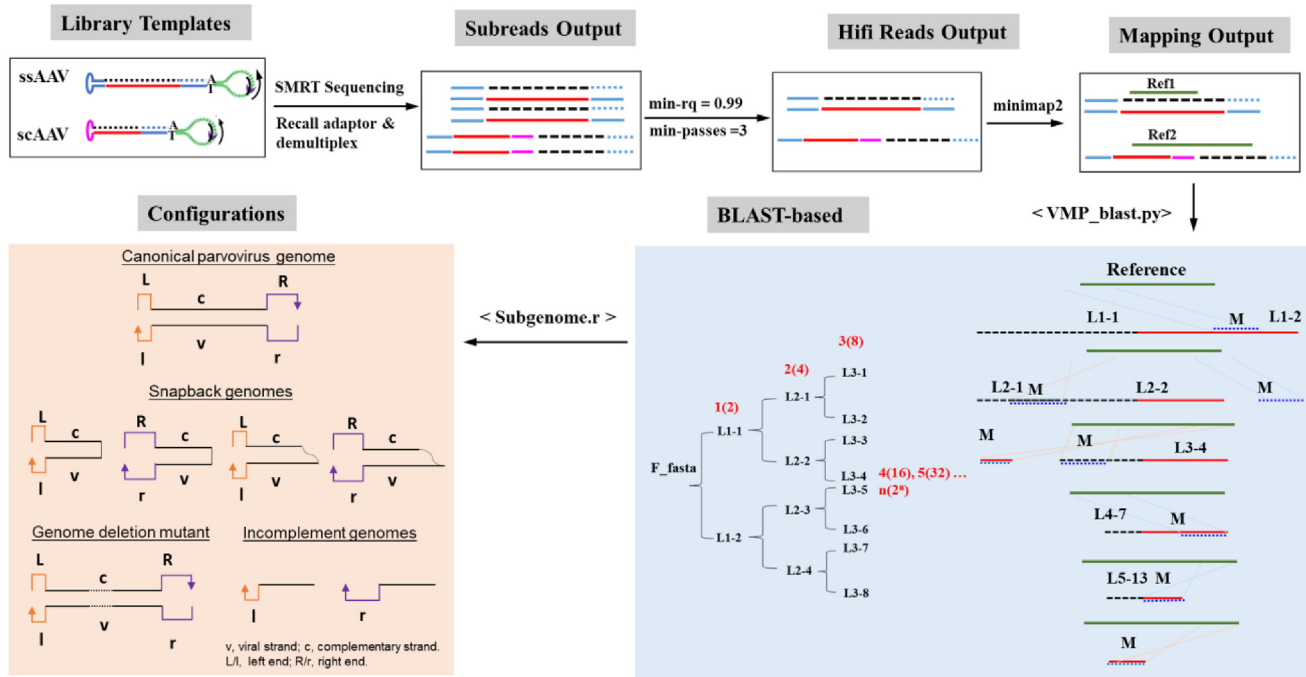 Library Templates
Subreads Output
Hifi Reads Output
Mapping Output
ssAAV
A
T
scAAV
A
T
SMRT Sequencing
Recall adaptor &
demultiplex
min-rq = 0.99
min-passes =3
minimap2
Ref1
Ref2
Configurations
BLAST-based
< VMP_blast.py>
Canonical parvovirus genome
L
c
R
l
v
r
Snapback genomes
L
c
R
c
L
c
R
c
l
v
r
v
l
v
r
v
Genome deletion mutant
Incomplement genomes
L
c
R
l
v
r
l
r
v, viral strand; c, complementary strand.
L/l, left end; R/r, right end.
< Subgenome.r >
F_fasta
1(2)
L1-1
L1-2
2(4)
L2-1
L2-2
L2-3
L2-4
3(8)
L3-1
L3-2
L3-3
L3-4
L3-5
L3-6
L3-7
L3-8
4(16), 5(32) ...
n(2ⁿ)
Reference
L1-1
M
L1-2
L2-1
M
L2-2
M
M
M
L3-4
L4-7
M
L5-13
M
M